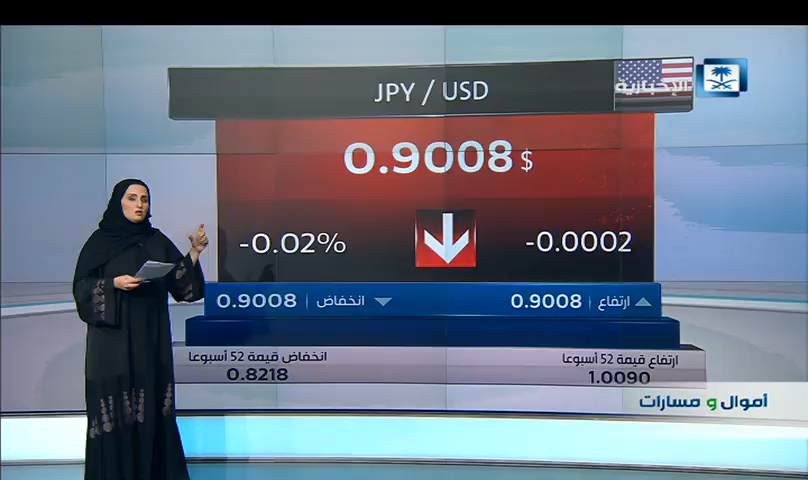 JPY / USD
الإخبارية
0.9008 $
-0.02%
-0.0002
ارتفاع 0.9008
انخفاض 0.9008
ارتفاع قيمة 52 أسبوعا
1.0090
انخفاض قيمة 52 أسبوعا
0.8218
أموال و مسارات